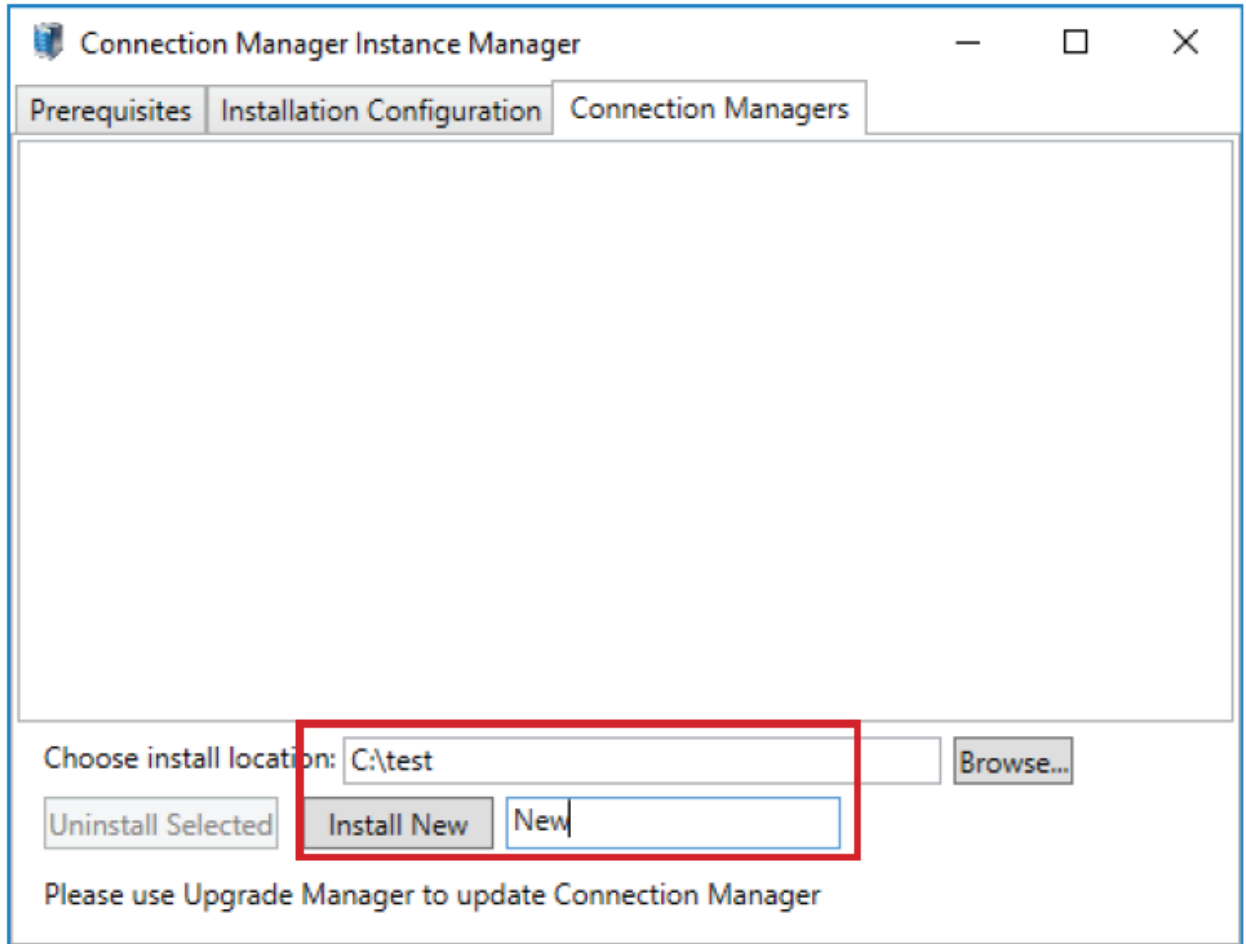 Connection Manager Instance Manager
Prerequisites Installation Configuration Connection Managers
Choose install location: C:\test Browse...
Uninstall Selected Install New New
Please use Upgrade Manager to update Connection Manager